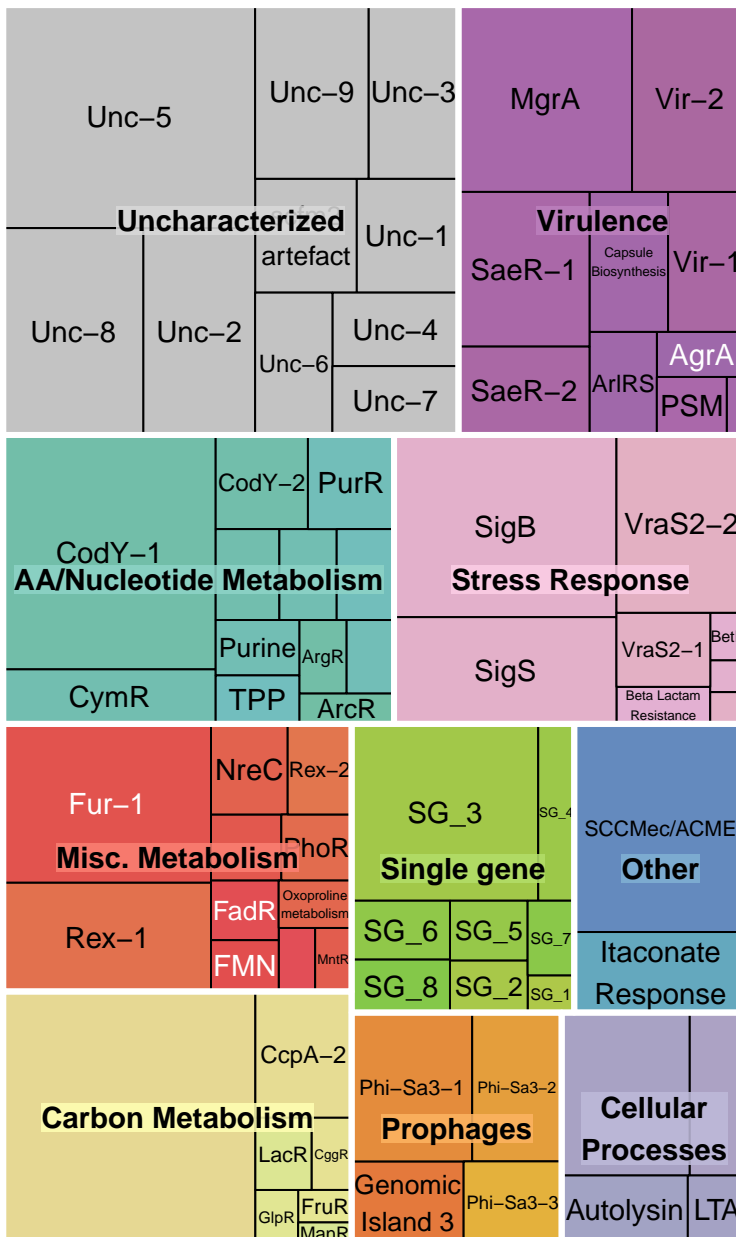 Unc−5
Unc−9
Unc−3
Uncharacterized
artefact
Unc−1
Unc−8
Unc−2
Unc−6
Unc−4
Unc−7
MgrA
Vir−2
Virulence
SaeR−1
Capsule
Biosynthesis
Vir−1
SaeR−2
ArlRS
AgrA
PSM
CodY−1
CodY−2
PurR
AA/Nucleotide Metabolism
Purine
ArgR
CymR
TPP
ArcR
SigB
VraS2−2
Stress Response
SigS
VraS2−1
Beta Lactam
Resistance
Fur−1
NreC
Rex−2
Misc. Metabolism
PhoR
Rex−1
FadR
Oxoproline
metabolism
FMN
MntR
SG_3
SG_4
Single gene
SG_6
SG_5
SG_7
SG_8
SG_2
SG_1
SCCMec/ACME
Other
Itaconate
Response
CcpA−2
Carbon Metabolism
LacR
CggR
GlpR
FruR
ManR
Phi−Sa3−1
Phi−Sa3−2
Prophages
Genomic
Island 3
Phi−Sa3−3
Cellular
Processes
Autolysin
LTA